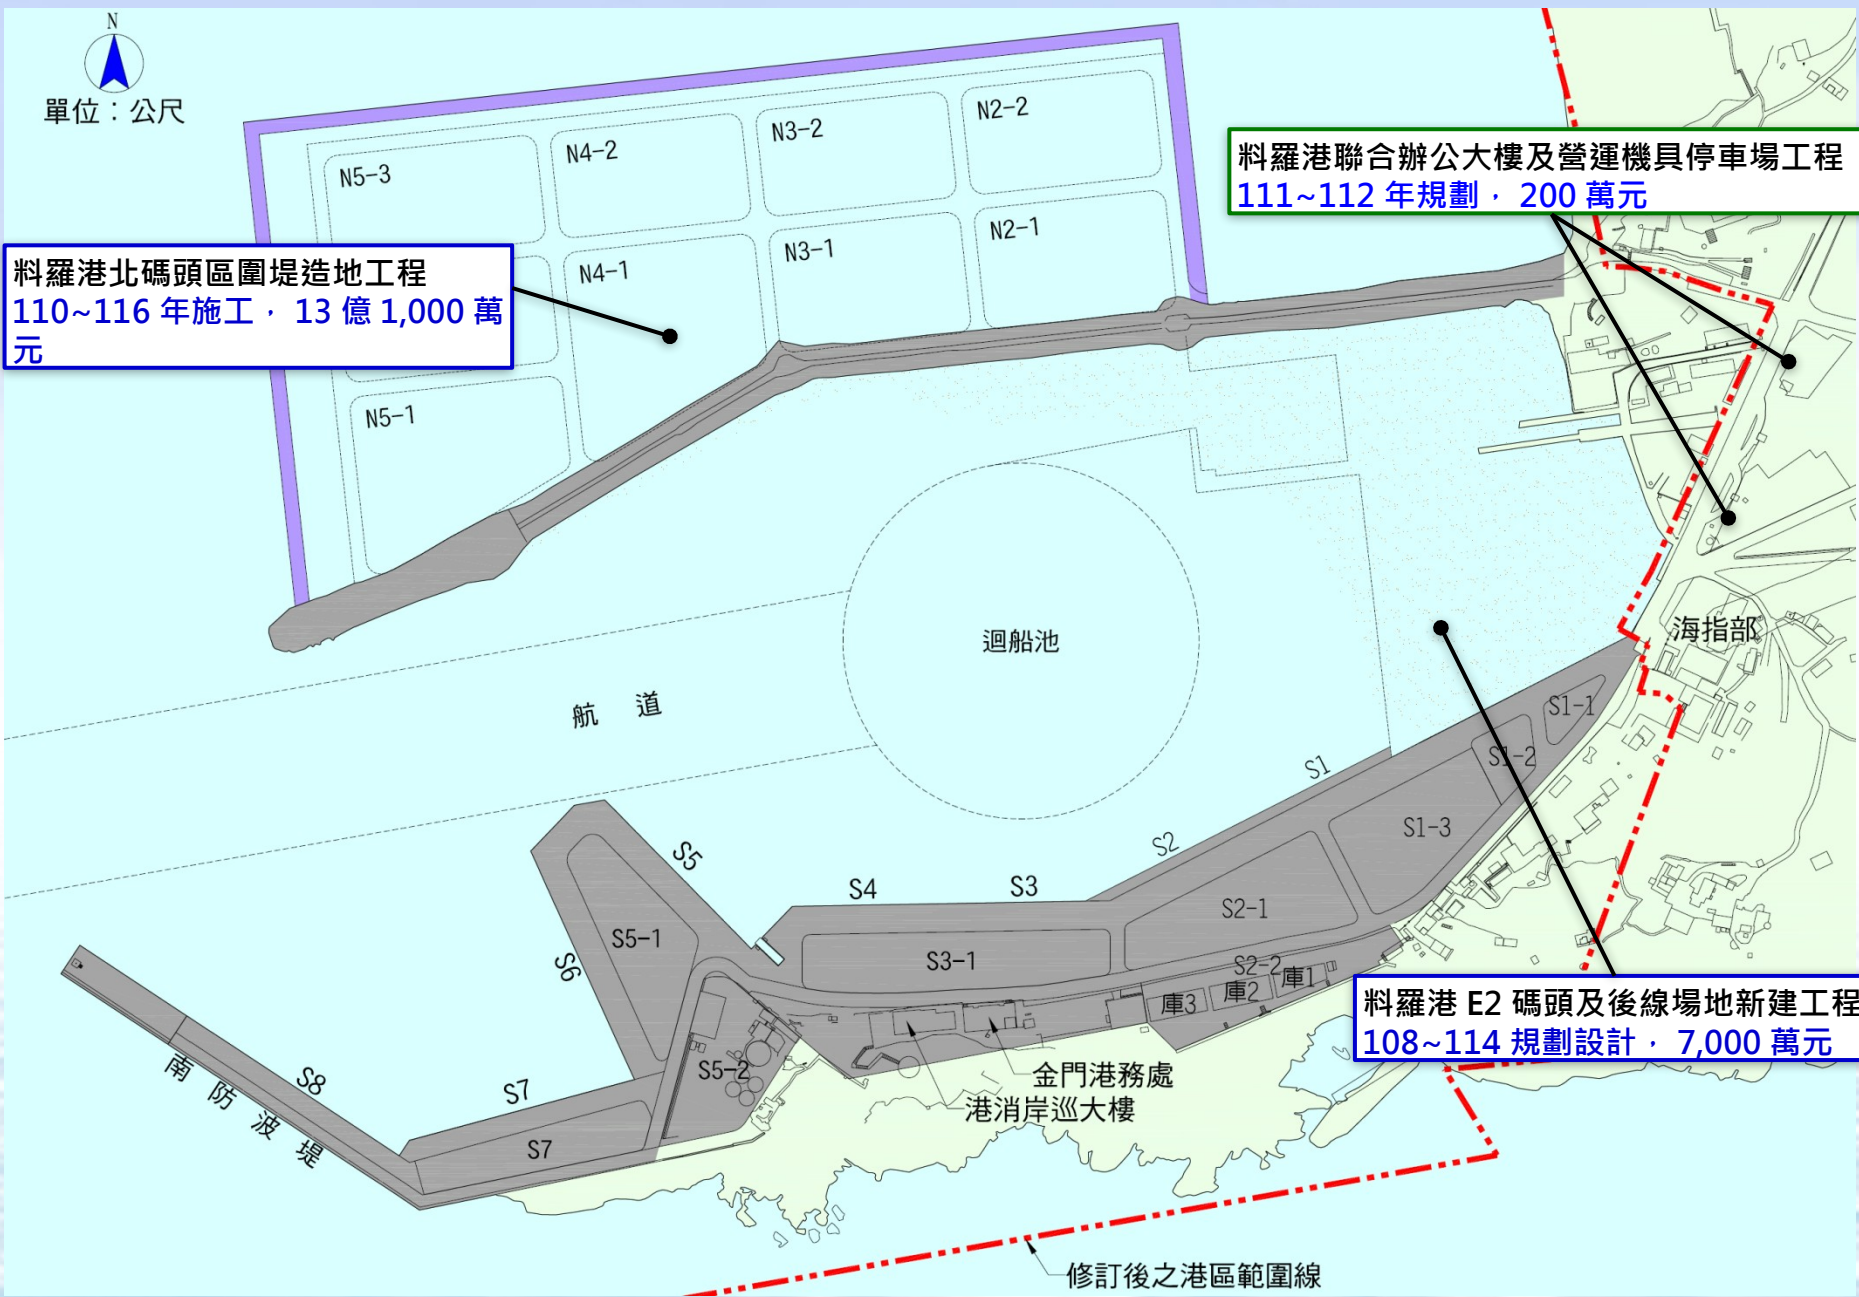 N
單位：公尺
N5-3
N4-2
N3-2
N2-2
料羅港聯合辦公大樓及營運機具停車場工程
111~112 年規劃， 200 萬元
料羅港北碼頭區圍堤造地工程
110~116 年施工， 13 億 1,000 萬
元
N4-1
N3-1
N2-1
N5-1
迴船池
海指部
航 道
S1-1
S1-2
S1-3
S1
S2
S3
S4
S5
S6
S5-1
S3-1
S2-1
S2-2
庫1
庫2
庫3
料羅港 E2 碼頭及後線場地新建工程
108~114 規劃設計， 7,000 萬元
S5-2
金門港務處
港消岸巡大樓
S8
S7
S7
南防波堤
修訂後之港區範圍線